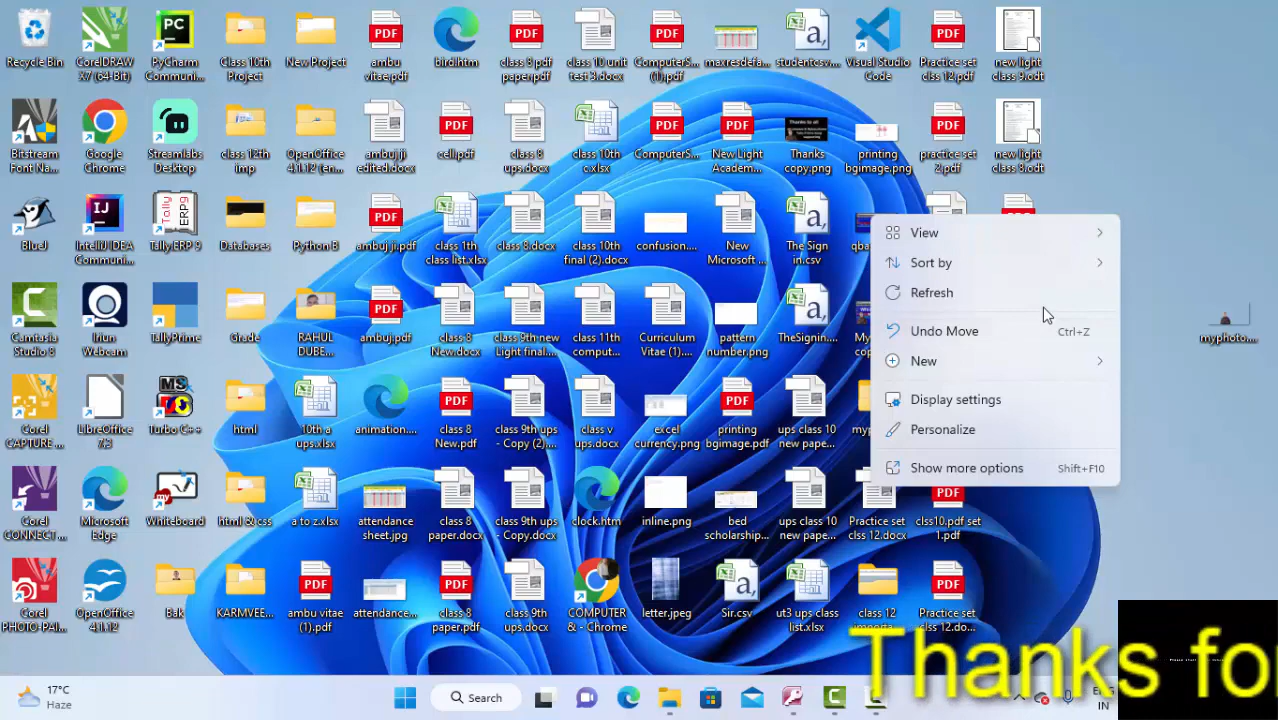 Recycle Bin
CorelDRAW
X7 (64-Bit)
PyCharm
Communi...
Class 10th
Project
New Project
ambu
vitae.pdf
bird.htm
class 8 pdf
paper.pdf
class 10 unit
test 3.docx
ComputerS...
(1).pdf
maxresdefa...
studentcsv....
Visual Studio
Code
Practice set
clss 12.pdf
new light
class 9.odt
Bitstream
Font Na...
Google
Chrome
Streamlabs
Desktop
class 12th
imp
OpenOffice
4.1.12 (en...
ambuj ji
edited.docx
cell.pdf
class 8
ups.docx
class 10th
c.xlsx
ComputerS...
New Light
Academ...
Thanks to all
Thanks
copy.png
printing
bgimage.png
practice set
2.pdf
new light
class 8.odt
BlueJ
IntelliJ IDEA
Communi...
Tally.ERP 9
Databases
Python B
ambuj ji.pdf
class 1th
class list.xlsx
class 8.docx
class 10th
final (2).docx
confusion....
New
Microsoft ...
The Sign
in.csv
Camtasia
Studio 8
Iriun
Webcam
TallyPrime
Grade
RAHUL
DUBE...
ambuj.pdf
class 8
New.docx
class 9th new
Light final....
class 11th
comput...
Curriculum
Vitae (1)....
pattern
number.png
TheSignin....
myphoto....
Corel
CAPTURE ...
LibreOffice
7.3
Turbo C++
html
10th a
ups.xlsx
animation....
class 8
New.pdf
class 9th ups
- Copy (2)....
class v
ups.docx
excel
currency.png
printing
bgimage.pdf
ups class 10
new pape...
Corel
CONNECT...
Microsoft
Edge
Whiteboard
html & css
a to z.xlsx
attendance
sheet.jpg
class 8
paper.docx
class 9th ups
- Copy.docx
clock.htm
inline.png
bed
scholarship...
ups class 10
new pape...
Practice set
clss 12.docx
clss10.pdf set
1.pdf
Corel
PHOTO-PAI...
OpenOffice
4.1.12
Bak
KARMVEE...
ambu vitae
(1).pdf
attendance...
class 8
paper.pdf
class 9th
ups.docx
COMPUTER
& - Chrome
letter.jpeg
Sir.csv
ut3 ups class
list.xlsx
class 12
importa...
Practice set
clss 12.do...
View
Sort by
Refresh
Undo Move Ctrl+Z
New
Display settings
Personalize
Show more options Shift+F10
Thanks for
17°C
Haze
Search
ENG
IN